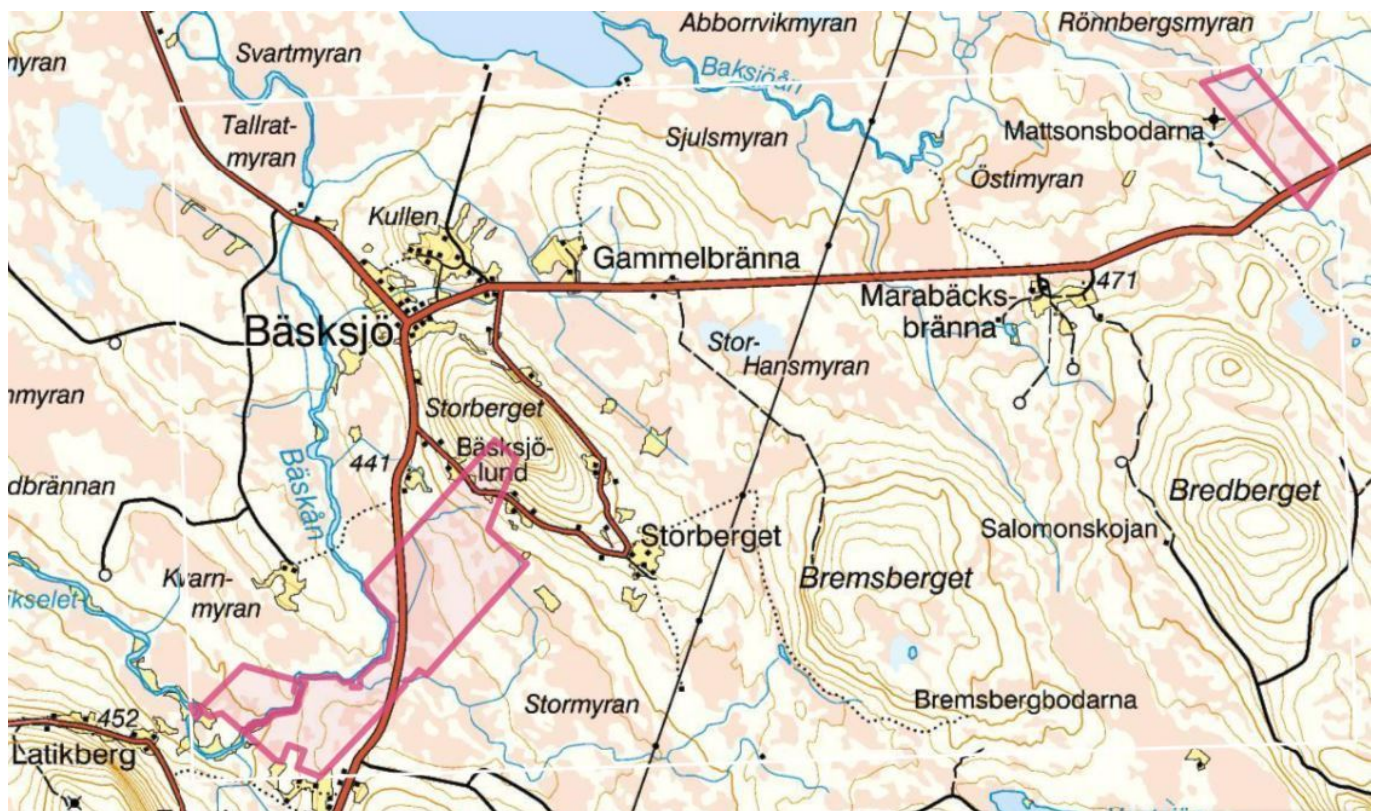 Abborrvikmyran
Rönnbergsmyran
myran
Svartmyran
Baksjöån
Tallrat-
myran
Sjulsmyran
Mattsonsbodarna
Östimyran
Kullen
Gammelbränna
471
Marabäcks-
bränna
Bäsksjö
Stor-
Hansmyran
nmyran
Storberget
Bäsksjö-
lund
441
Bäskån
dbrännan
Bredberget
Storberget
Salomonskojan
Bremsberget
Kvarn-
myran
ikselet
Stormyran
Bremsbergbodarna
452
Latikberg